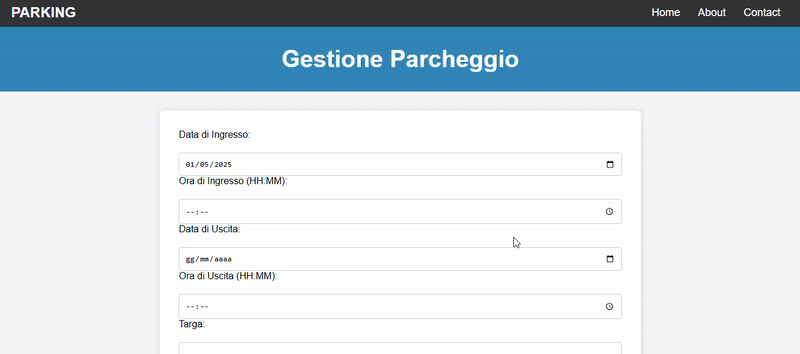 PARKING Home About Contact
Gestione Parcheggio
Data di Ingresso:
01/05/2025
Ora di Ingresso (HH:MM):
--:--
Data di Uscita:
gg/mm/aaaa
Ora di Uscita (HH:MM):
--:--
Targa: